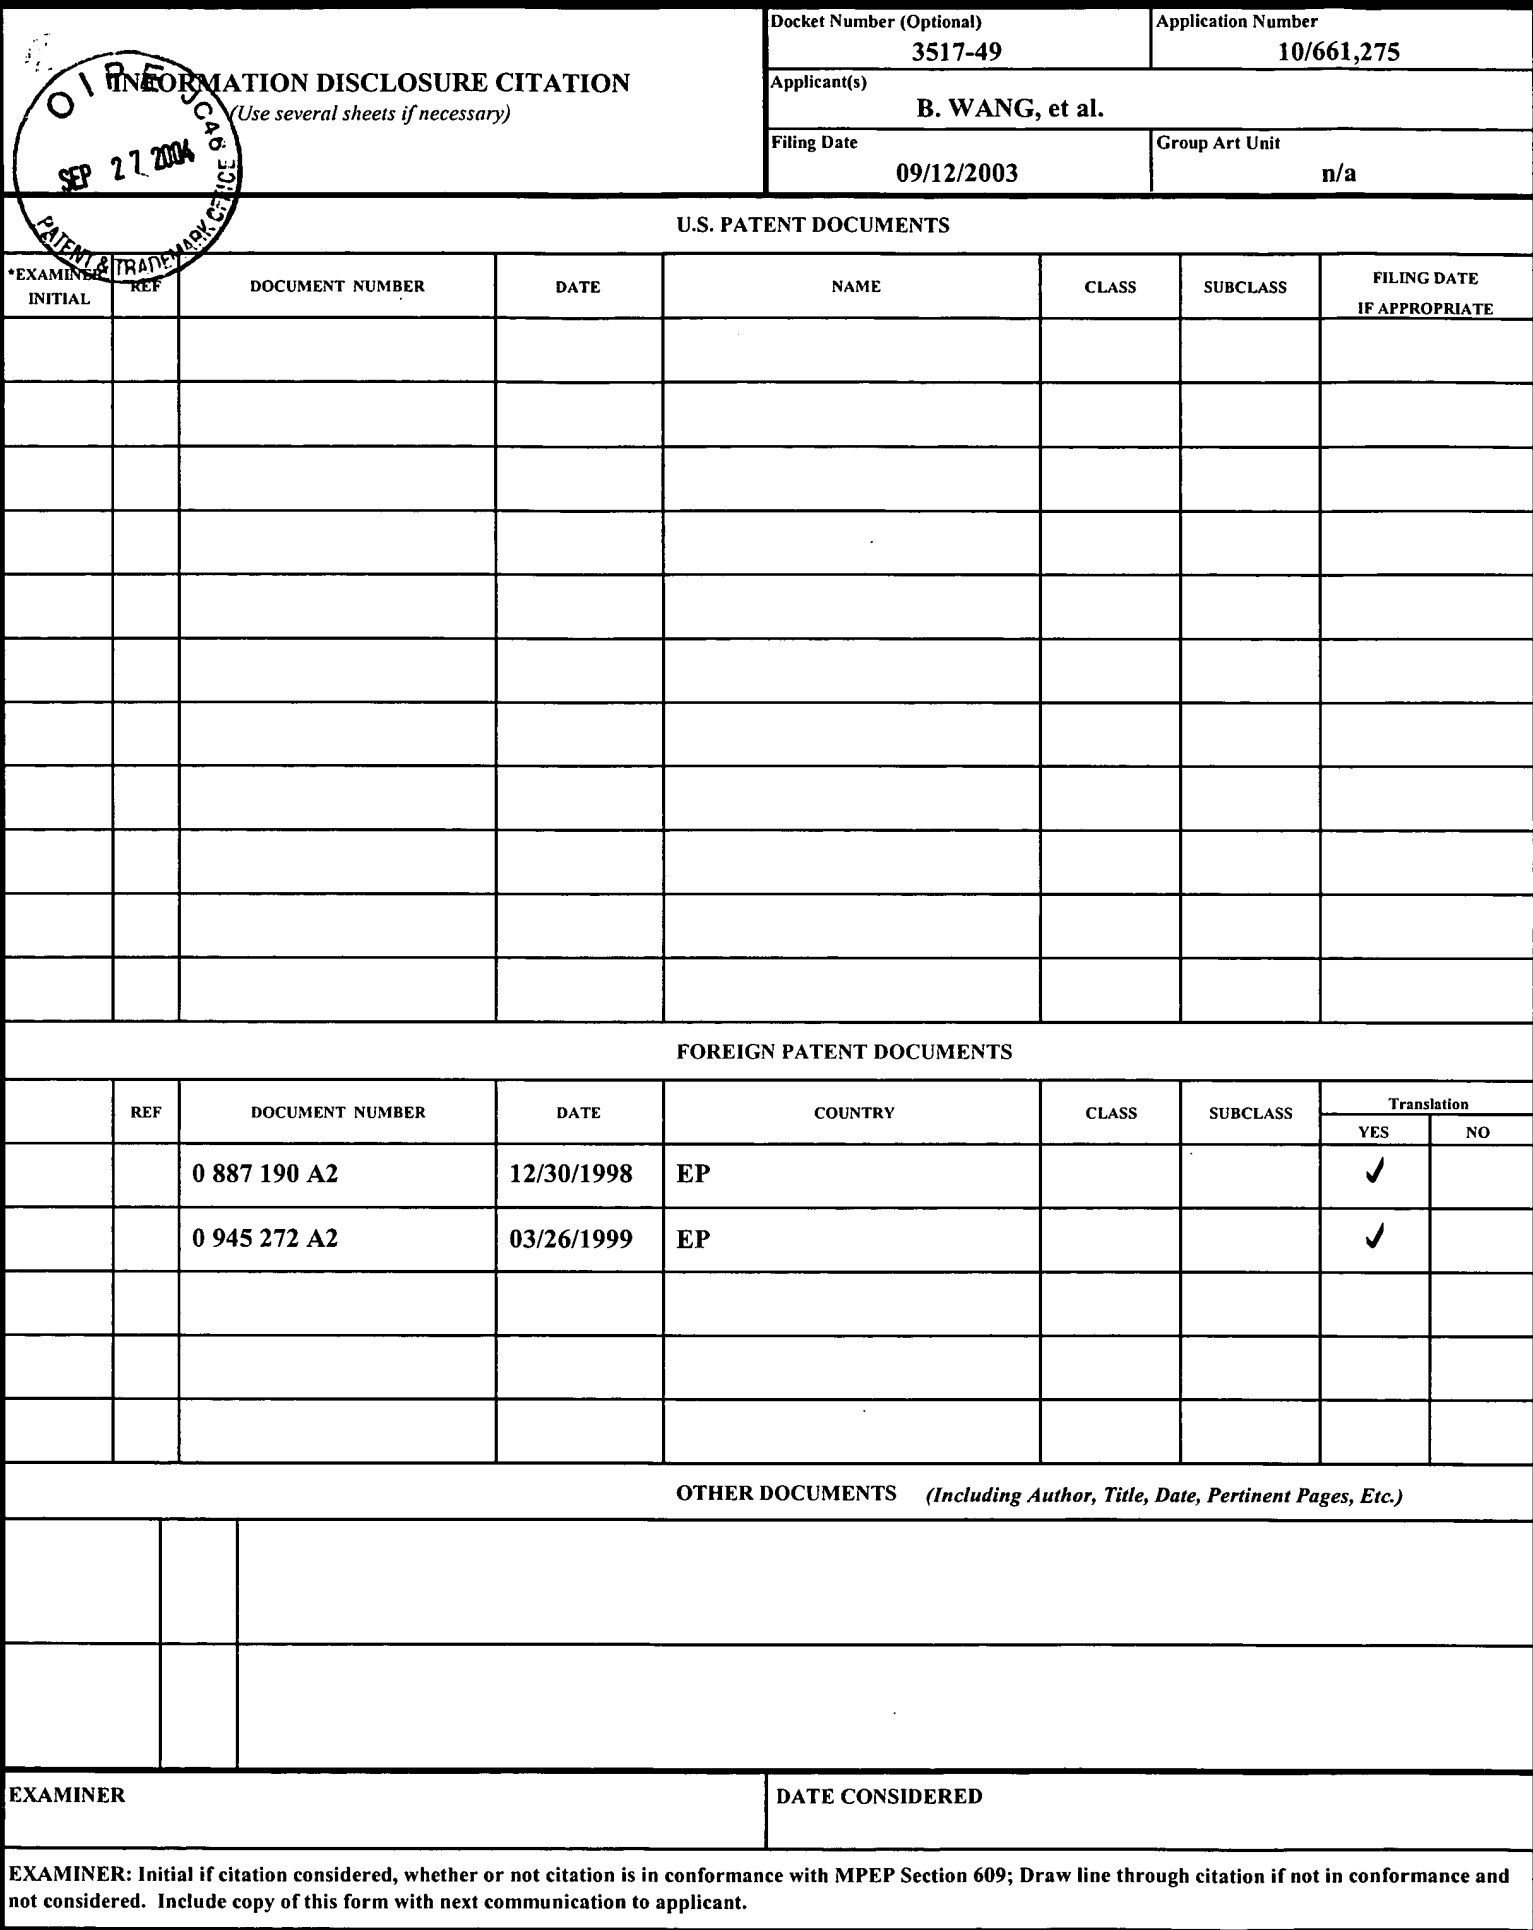 Docket Number (Optional)
3517-49
Application Number
10/661,275
INFORMATION DISCLOSURE CITATION
(Use several sheets if necessary)
Applicant(s)
B. WANG, et al.
Filing Date
09/12/2003
Group Art Unit
n/a
OIPE JC46
SEP 27 2004
PATENT & TRADEMARK OFFICE
U.S. PATENT DOCUMENTS
*EXAMINER INITIAL REF DOCUMENT NUMBER DATE NAME CLASS SUBCLASS FILING DATE IF APPROPRIATE
FOREIGN PATENT DOCUMENTS
REF DOCUMENT NUMBER DATE COUNTRY CLASS SUBCLASS Translation
YES NO
0 887 190 A2 12/30/1998 EP ✓
0 945 272 A2 03/26/1999 EP ✓
OTHER DOCUMENTS (Including Author, Title, Date, Pertinent Pages, Etc.)
EXAMINER
DATE CONSIDERED
EXAMINER: Initial if citation considered, whether or not citation is in conformance with MPEP Section 609; Draw line through citation if not in conformance and
not considered. Include copy of this form with next communication to applicant.